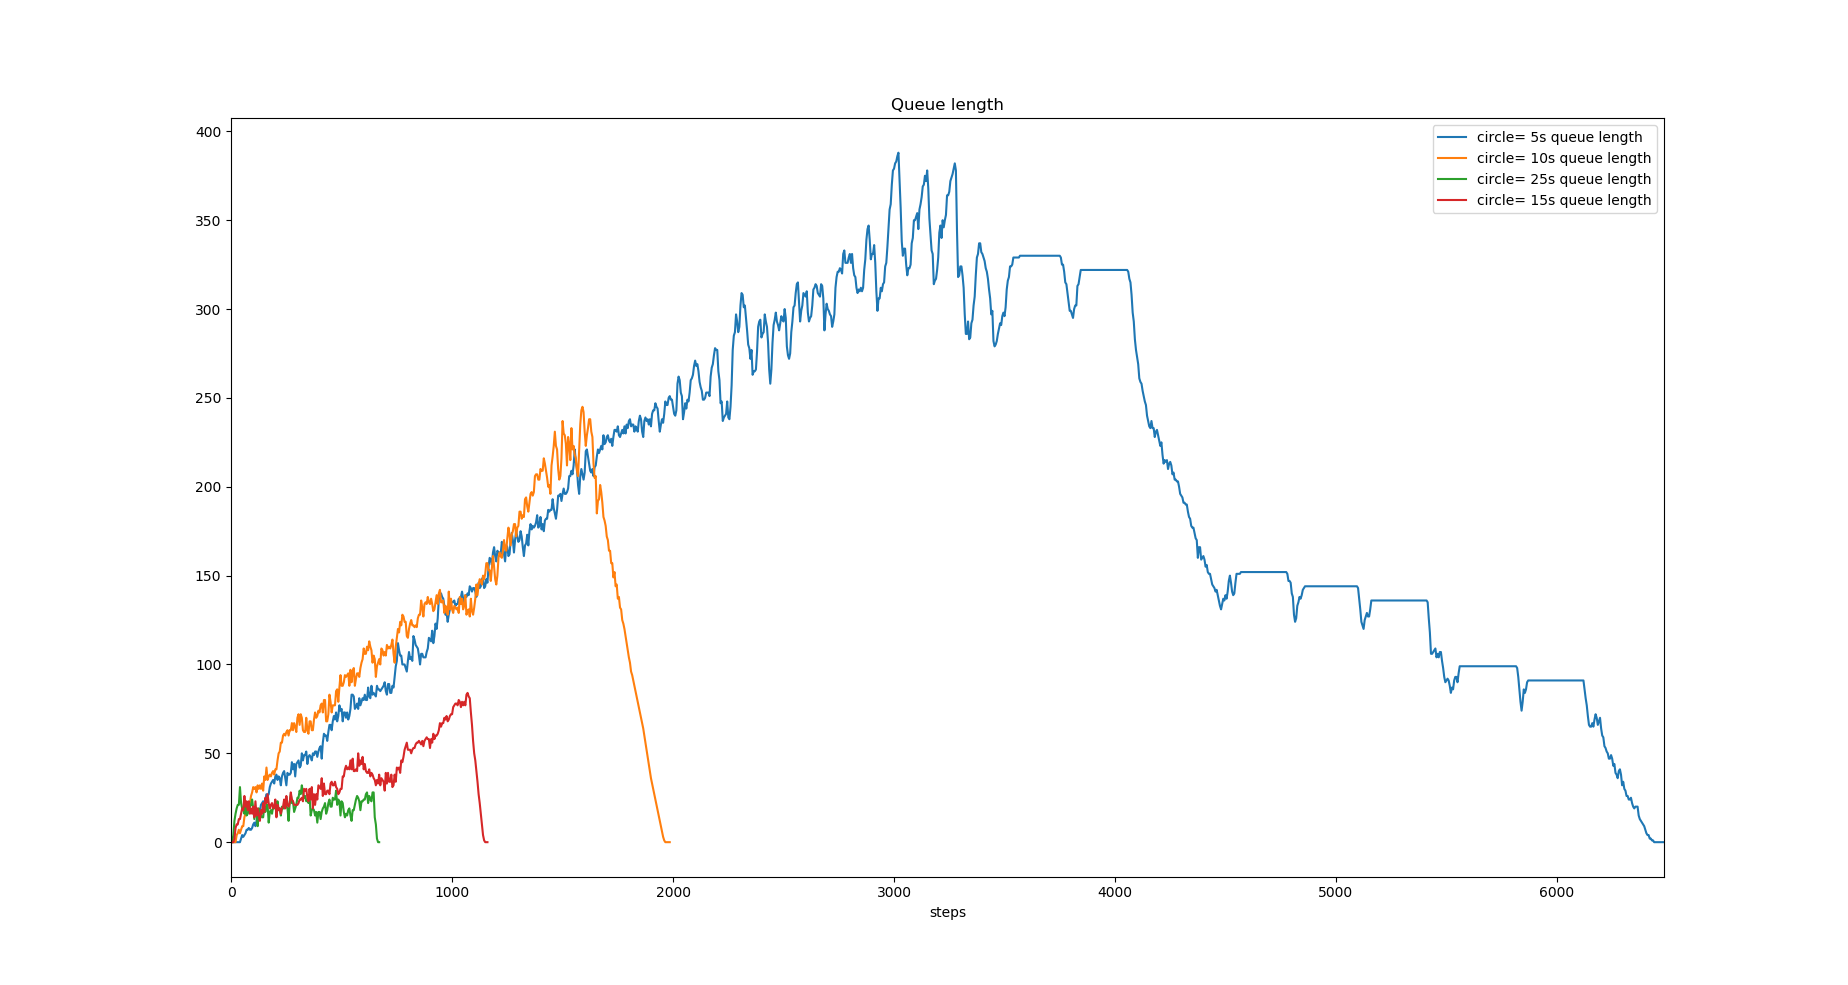 Queue length
circle= 5s queue length
circle= 10s queue length
circle= 25s queue length
circle= 15s queue length
400
350
300
250
200
150
100
50
0
0 1000 2000 3000 4000 5000 6000
steps